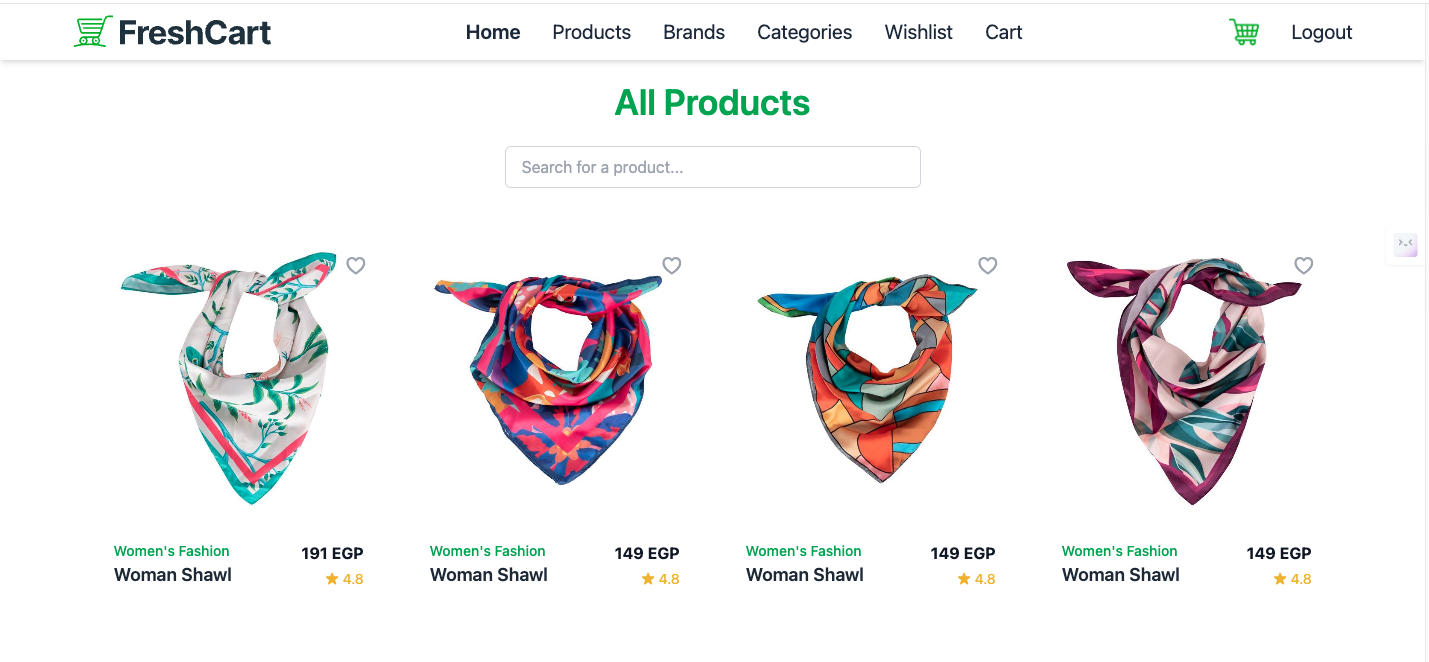 FreshCart
Home Products Brands Categories Wishlist Cart Logout
All Products
Search for a product...
Women's Fashion 191 EGP
Woman Shawl 4.8
Women's Fashion 149 EGP
Woman Shawl 4.8
Women's Fashion 149 EGP
Woman Shawl 4.8
Women's Fashion 149 EGP
Woman Shawl 4.8